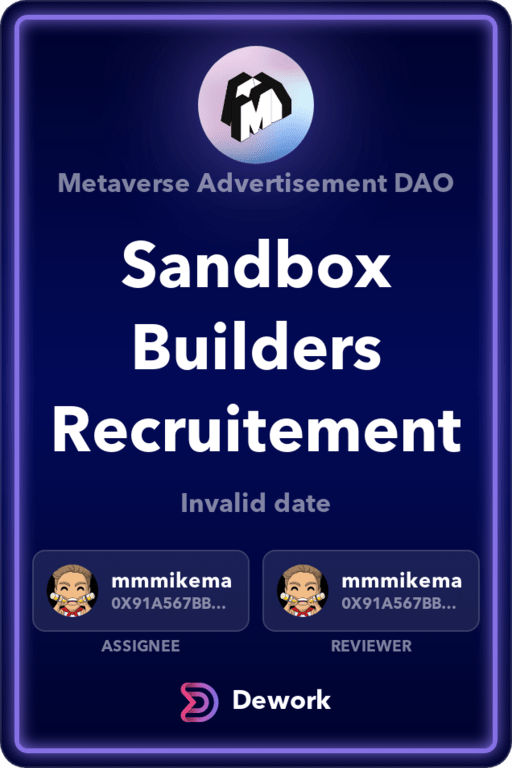 M
Metaverse Advertisement DAO
Sandbox
Builders
Recruitement
Invalid date
mmmikema mmmikema
0X91A567BB... 0X91A567BB...
ASSIGNEE REVIEWER
Dework